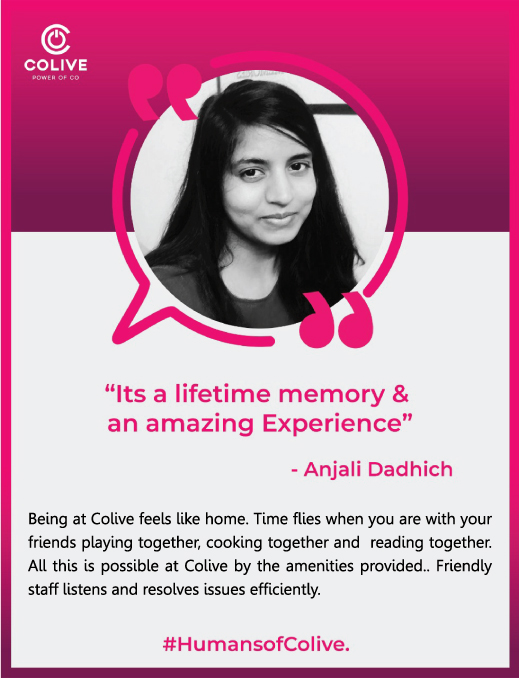 COLIVE
POWER OF CO
“Its a lifetime memory &
an amazing Experience”
- Anjali Dadhich
Being at Colive feels like home. Time flies when you are with your
friends playing together, cooking together and  reading together.
All this is possible at Colive by the amenities provided.. Friendly
staff listens and resolves issues efficiently.
#HumansofColive.